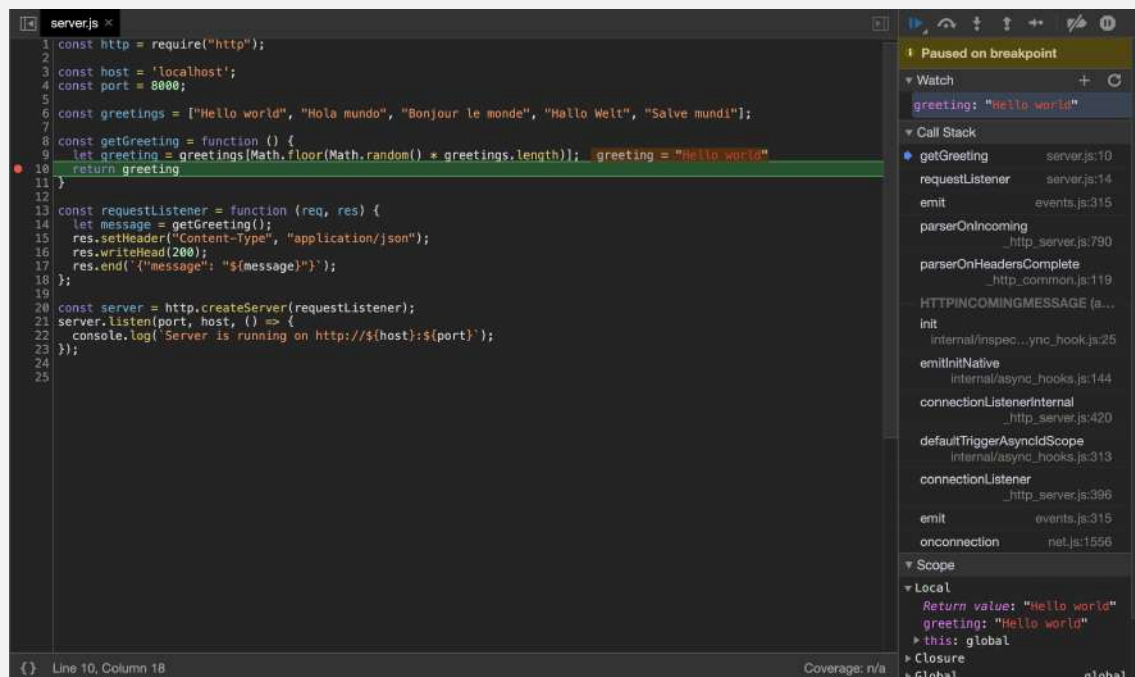 server.js ×
1 const http = require("http");
2
3 const host = 'localhost';
4 const port = 8000;
5
6 const greetings = ["Hello world", "Hola mundo", "Bonjour le monde", "Hallo Welt", "Salve mundi"];
7
8 const getGreeting = function () {
9   let greeting = greetings[Math.floor(Math.random() * greetings.length)]; greeting = "Hello world"
10   return greeting
11 }
12
13 const requestListener = function (req, res) {
14   let message = getGreeting();
15   res.setHeader("Content-Type", "application/json");
16   res.writeHead(200);
17   res.end(`{"message": "${message}"}`);
18 };
19
20 const server = http.createServer(requestListener);
21 server.listen(port, host, () => {
22   console.log(`Server is running on http://${host}:${port}`);
23 });
24
25
{} Line 10, Column 18 Coverage: n/a
Paused on breakpoint
Watch
greeting: "Hello world"
Call Stack
getGreeting server.js:10
requestListener server.js:14
emit events.js:315
parserOnIncoming
_http_server.js:790
parserOnHeadersComplete
_http_common.js:119
HTTPINCOMINGMESSAGE (a…
init
internal/inspec…ync_hook.js:25
emitInitNative
internal/async_hooks.js:144
connectionListenerInternal
_http_server.js:420
defaultTriggerAsyncIdScope
internal/async_hooks.js:313
connectionListener
_http_server.js:396
emit events.js:315
onconnection net.js:1556
Scope
Local
Return value: "Hello world"
greeting: "Hello world"
this: global
Closure
Global global